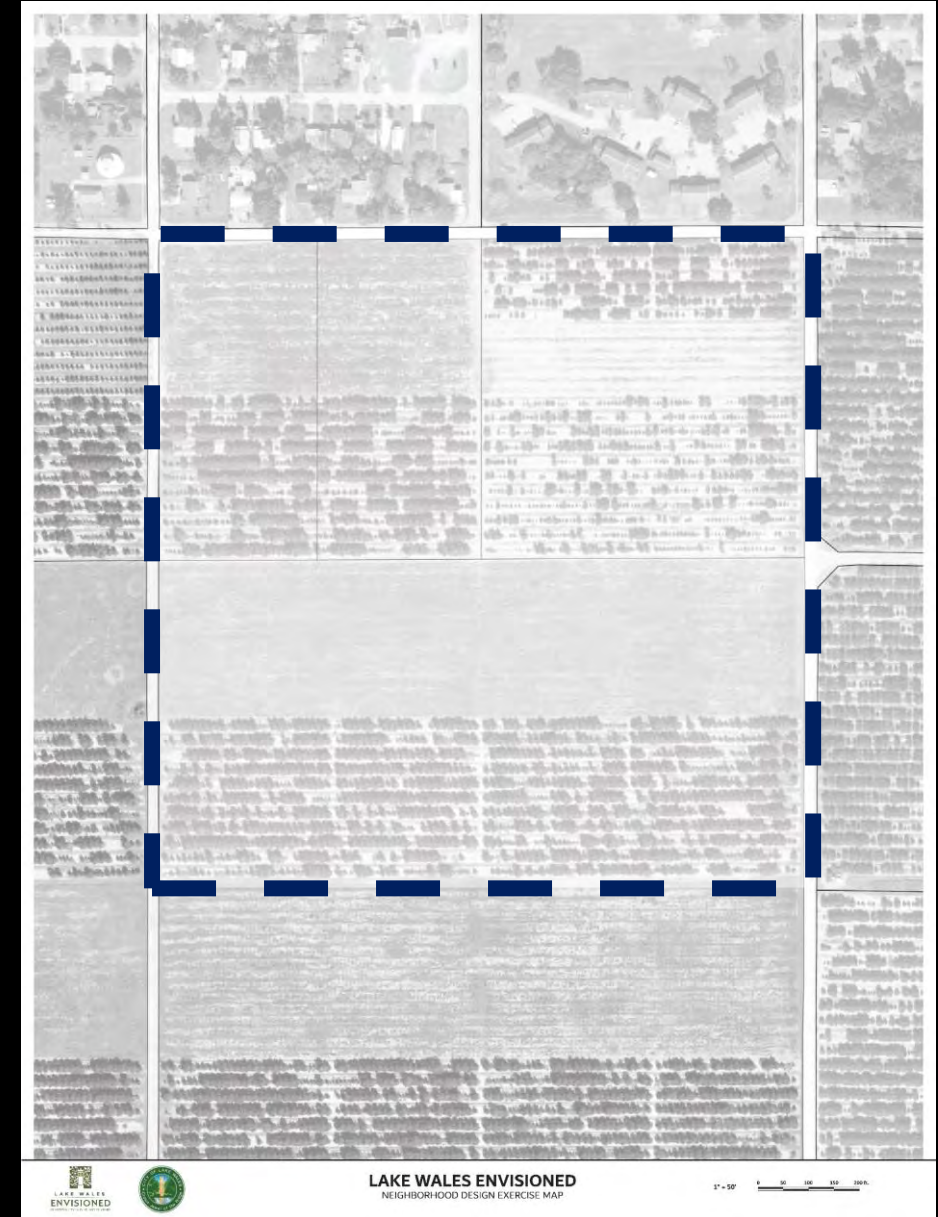 LAKE WALES
ENVISIONED
LAKE WALES ENVISIONED
NEIGHBORHOOD DESIGN EXERCISE MAP
1" = 50'
0 50 100 150 200 ft.